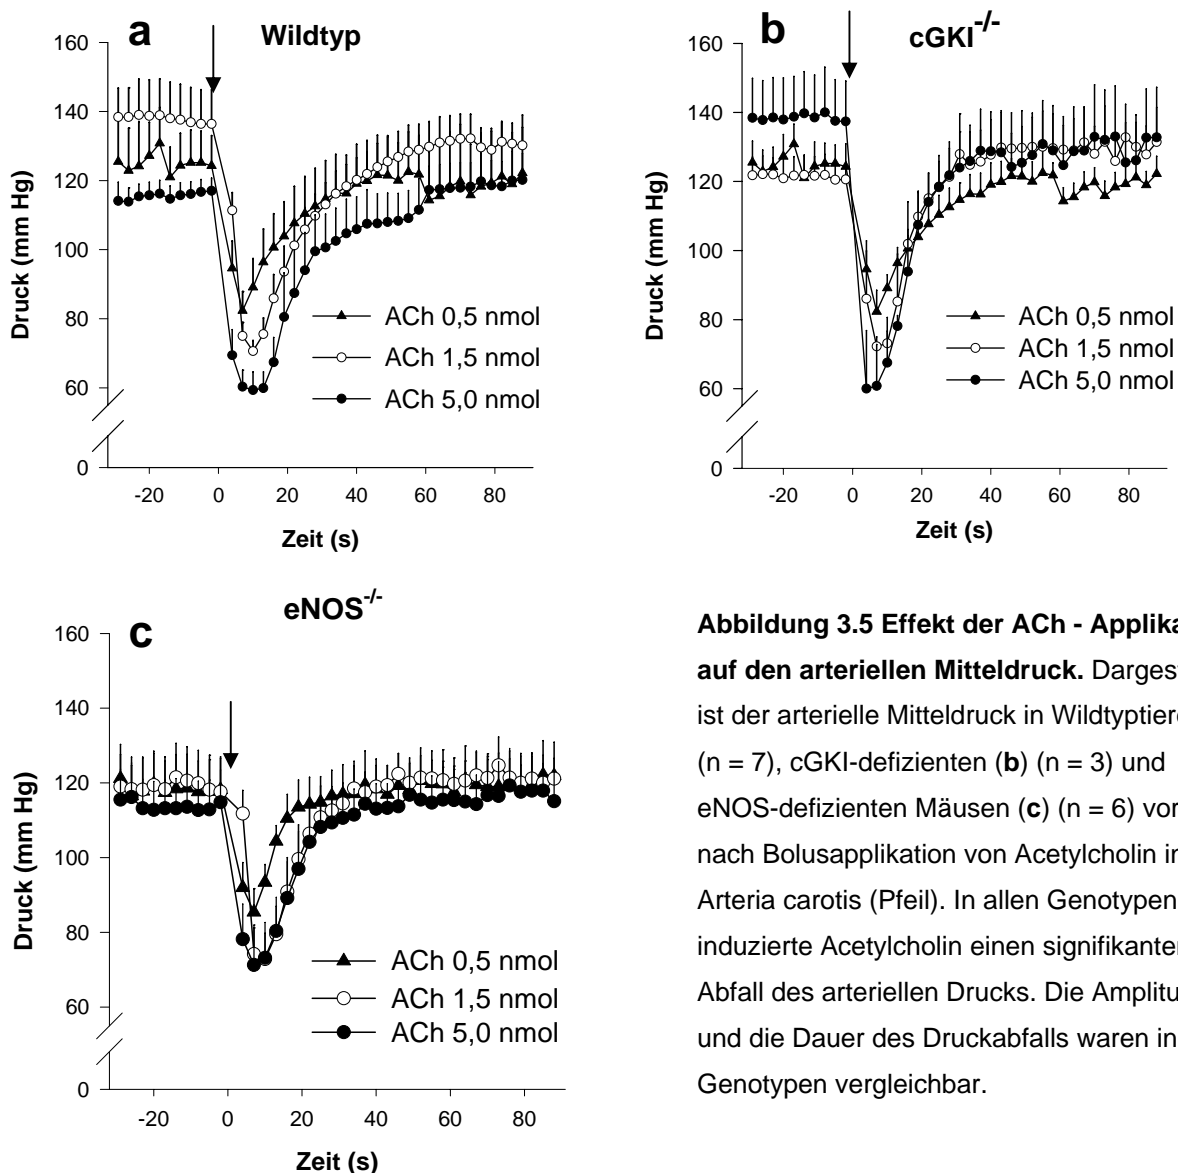 a
Wildtyp
160
140
120
100
80
60
0
Druck (mm Hg)
-20 0 20 40 60 80
Zeit (s)
ACh 0,5 nmol
ACh 1,5 nmol
ACh 5,0 nmol
b
cGKI-/-
160
140
120
100
80
60
0
Druck (mm Hg)
-20 0 20 40 60 80
Zeit (s)
ACh 0,5 nmol
ACh 1,5 nmol
ACh 5,0 nmol
c
eNOS-/-
160
140
120
100
80
60
0
Druck (mm Hg)
-20 0 20 40 60 80
Zeit (s)
ACh 0,5 nmol
ACh 1,5 nmol
ACh 5,0 nmol
Abbildung 3.5 Effekt der ACh - Applika
auf den arteriellen Mitteldruck. Dargest
ist der arterielle Mitteldruck in Wildtyptier
(n = 7), cGKI-defizienten (b) (n = 3) und
eNOS-defizienten Mäusen (c) (n = 6) vor
nach Bolusapplikation von Acetylcholin in
Arteria carotis (Pfeil). In allen Genotypen
induzierte Acetylcholin einen signifikante
Abfall des arteriellen Drucks. Die Amplitu
und die Dauer des Druckabfalls waren in
Genotypen vergleichbar.